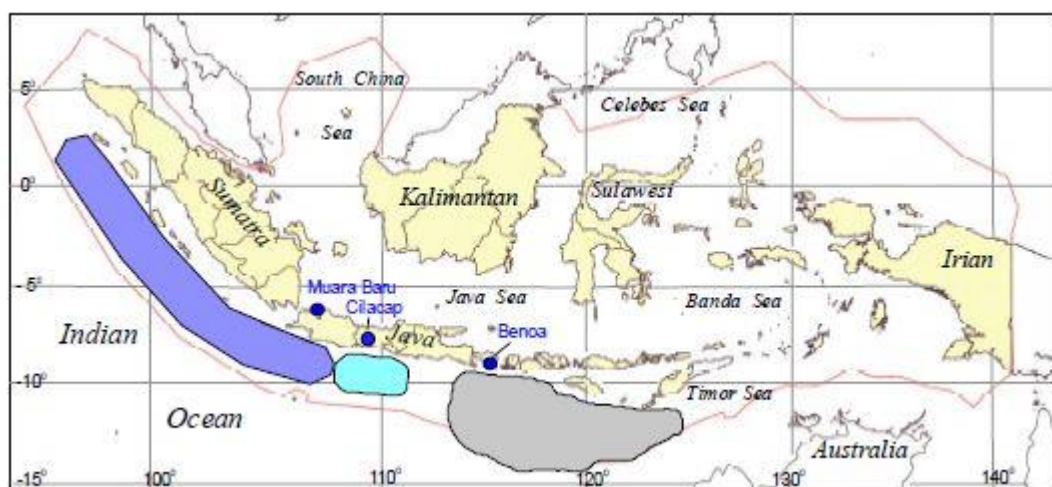 South China
5°
Celebes Sea
Sea
0°
Sumatra
Kalimantan
Sulawesi
Irian
Muara Baru
-5°
Java Sea
Banda Sea
Cilacap
Indian
Java
Benoa
-10°
Timor Sea
Ocean
Australia
-15°
100°
110°
120°
130°
140°